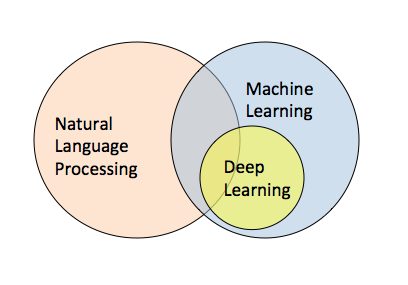 Natural
Language
Processing
Machine
Learning
Deep
Learning